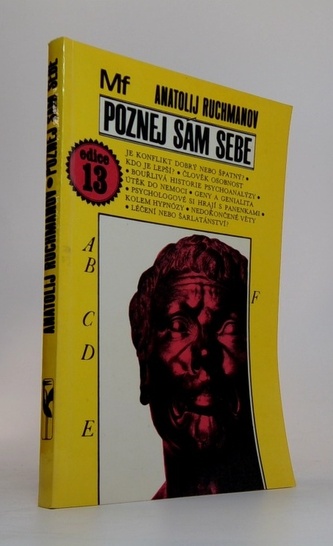 Mf
ANATOLIJ RUCHMANOV
POZNEJ SÁM SEBE
edice
13
JE KONFLIKT DOBRÝ NEBO ŠPATNÝ? •
KDO JE LEPŠÍ? • ČLOVĚK OSOBNOST
• BOUŘLIVÁ HISTORIE PSYCHOANALÝZY •
ÚTĚK DO NEMOCI • GENY A GENIALITA
• PSYCHOLOGOVÉ SI HRAJÍ S PANENKAMI •
KOLEM HYPNÓZY • NEDOKONČENÉ VĚTY
• LÉČENÍ NEBO ŠARLATÁNSTVÍ?
A
B
C
D
E
F
ANATOLIJ RUCHMANOV • POZNEJ SÁM SEBE